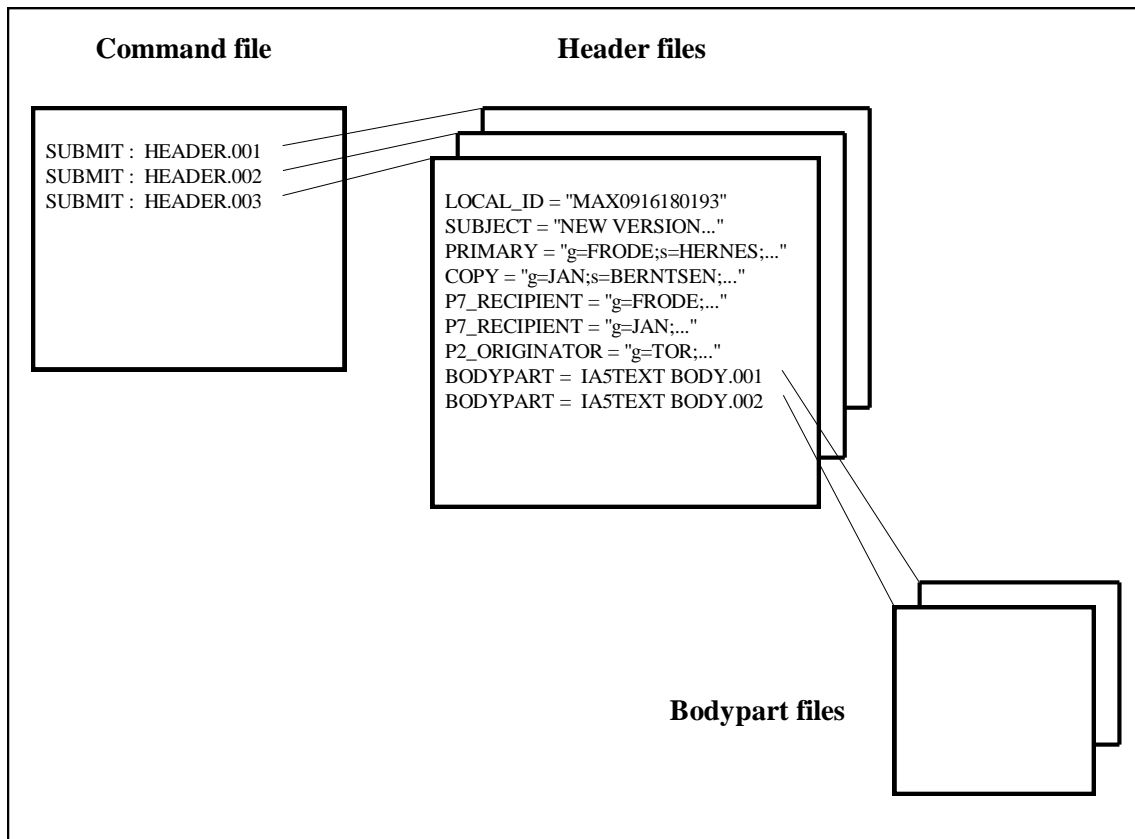 Command file
Header files
SUBMIT : HEADER.001
SUBMIT : HEADER.002
SUBMIT : HEADER.003
LOCAL_ID = "MAX0916180193"
SUBJECT = "NEW VERSION..."
PRIMARY = "g=FRODE;s=HERNES;..."
COPY = "g=JAN;s=BERNTSEN;..."
P7_RECIPIENT = "g=FRODE;..."
P7_RECIPIENT = "g=JAN;..."
P2_ORIGINATOR = "g=TOR;..."
BODYPART = IA5TEXT BODY.001
BODYPART = IA5TEXT BODY.002
Bodypart files